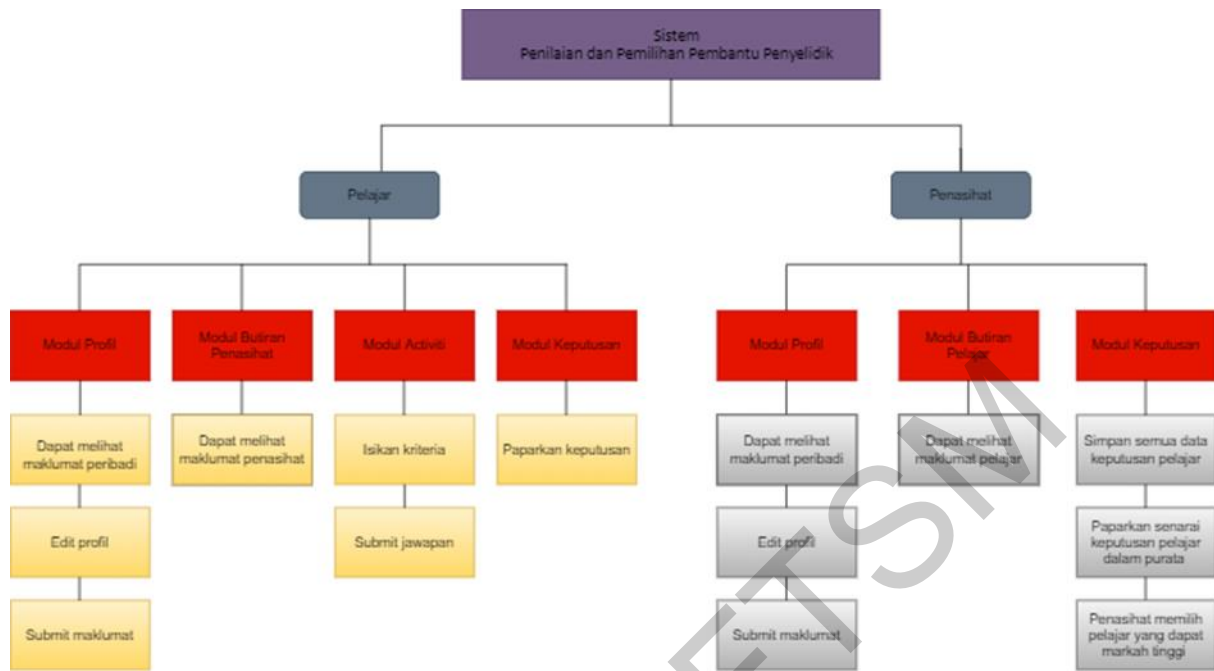 Sistem
Penilaian dan Pemilihan Pembantu Penyelidik
Pelajar
Penasihat
Modul Profil
Modul Butiran
Penasihat
Modul Activiti
Modul Keputusan
Modul Profil
Modul Butiran
Pelajar
Modul Keputusan
Dapat melihat
maklumat peribadi
Dapat melihat
maklumat penasihat
Isikan kriteria
Paparkan keputusan
Dapat melihat
maklumat peribadi
Dapat melihat
maklumat pelajar
Simpan semua data
keputusan pelajar
Edit profil
Submit jawapan
Edit profil
Paparkan senarai
keputusan pelajar
dalam purata
Submit maklumat
Submit maklumat
Penasihat memilih
pelajar yang dapat
markah tinggi
FTSM